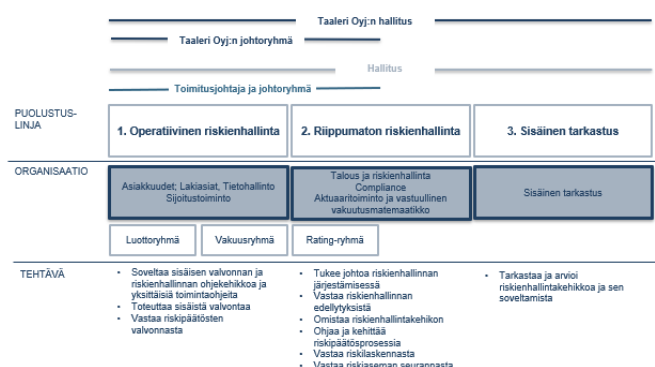 Taaleri Oyj:n hallitus
Taaleri Oyj:n johtoryhmä
Hallitus
Toimitusjohtaja ja johtoryhmä
PUOLUSTUS-
LINJA
1. Operatiivinen riskienhallinta
2. Riippumaton riskienhallinta
3. Sisäinen tarkastus
ORGANISAATIO
Asiakkuudet; Lakiasiat, Tietohallinto
Sijoitustoiminto
Talous ja riskienhallinta
Compliance
Aktuaaritoiminto ja vastuullinen
vakuutusmatemaatikko
Sisäinen tarkastus
Luottoryhmä
Vakuusryhmä
Rating-ryhmä
TEHTÄVÄ
• Soveltaa sisäisen valvonnan ja
riskienhallinnan ohjekehikkoa ja
yksittäisiä toimintaohjeita
• Toteuttaa sisäistä valvontaa
• Vastaa riskipäätösten
valvonnasta
• Tukee johtoa riskienhallinnan
järjestämisessä
• Vastaa riskienhallinnan
edellytyksistä
• Omistaa riskienhallintakehikon
• Ohjaa ja kehittää
riskipäätösprosessia
• Vastaa riskilaskennasta
• Vastaa riskiaseman seurannasta
• Tarkastaa ja arvioi
riskienhallintakehikkoa ja sen
soveltamista